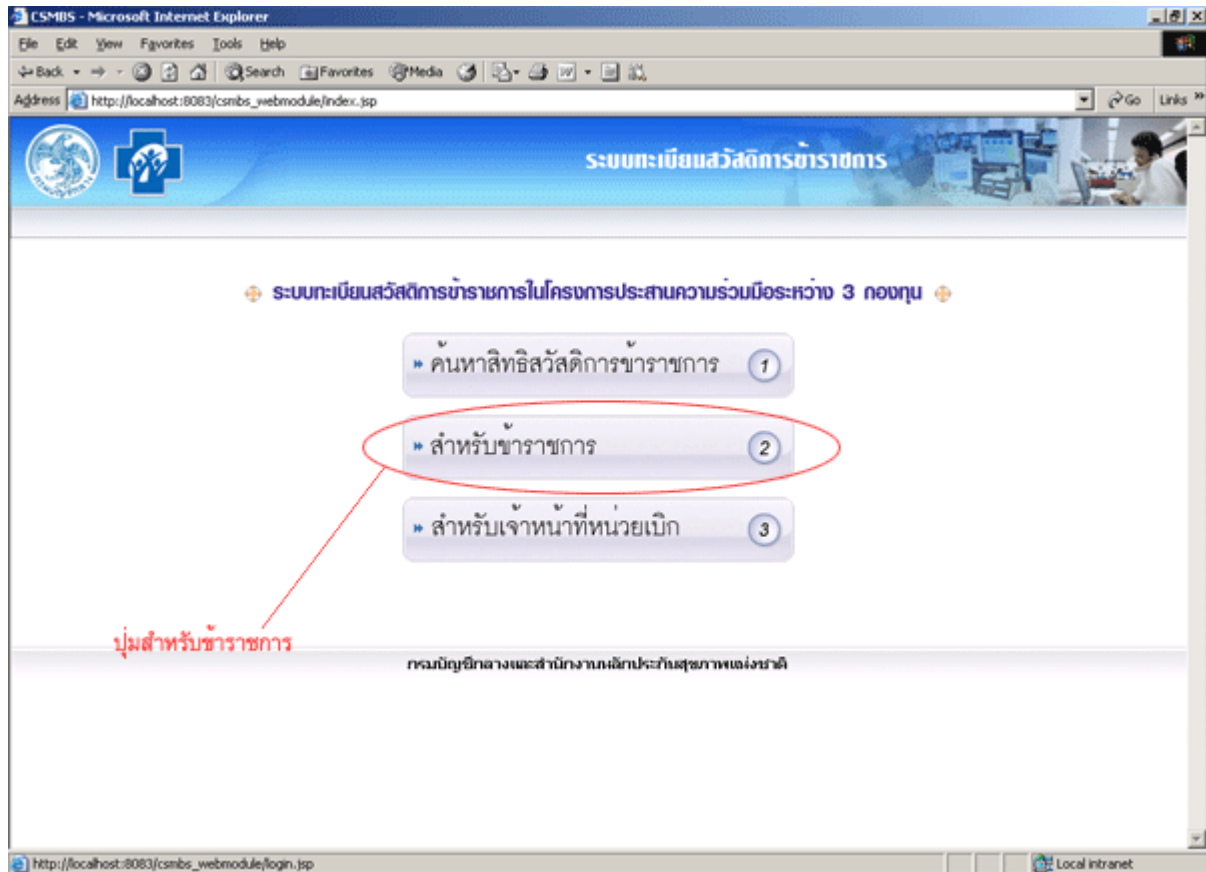 CSMBS - Microsoft Internet Explorer
File Edit View Favorites Tools Help
Back Search Favorites Media
Address http://localhost:8083/csmbs_webmodule/index.jsp Go Links »
ระบบทะเบียนสวัสดิการข้าราชการ
ระบบทะเบียนสวัสดิการข้าราชการในโครงการประสานความร่วมมือระหว่าง 3 กองทุน
ค้นหาสิทธิสวัสดิการข้าราชการ 1
สำหรับข้าราชการ 2
สำหรับเจ้าหน้าที่หน่วยเบิก 3
ปุ่มสำหรับข้าราชการ
กรมบัญชีกลางและสำนักงานหลักประกันสุขภาพแห่งชาติ
http://localhost:8083/csmbs_webmodule/login.jsp Local intranet